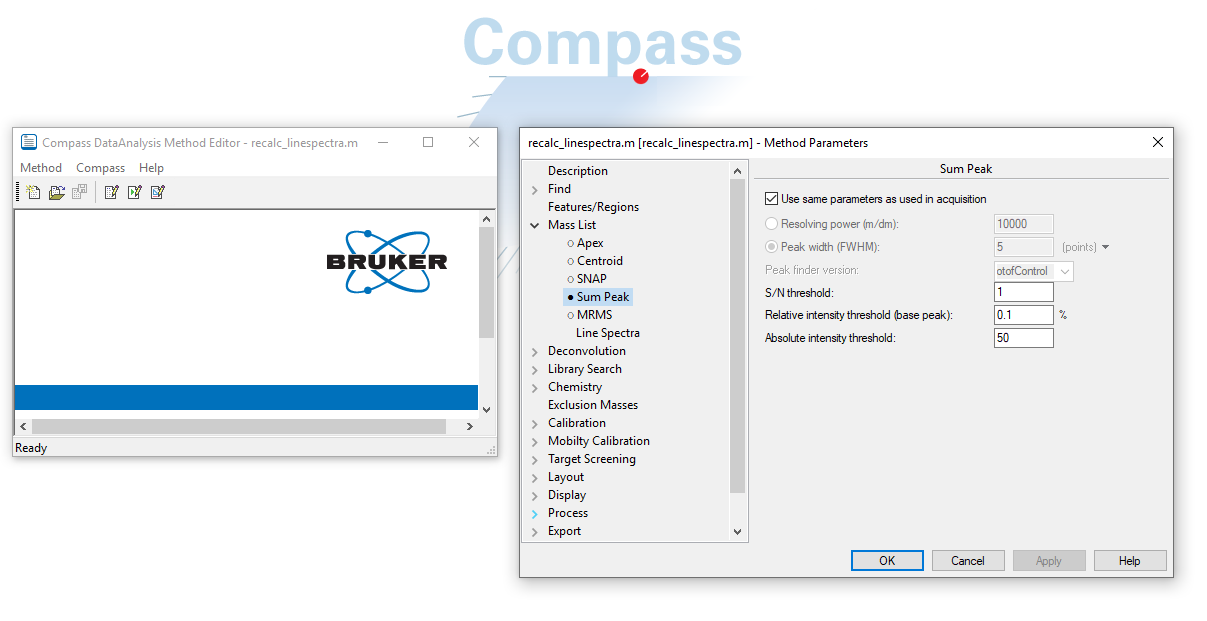 Compass
Compass DataAnalysis Method Editor - recalc_linespectra.m
Method Compass Help
BRUKER
Ready
recalc_linespectra.m [recalc_linespectra.m] - Method Parameters
Description
Find
Features/Regions
Mass List
Apex
Centroid
SNAP
Sum Peak
MRMS
Line Spectra
Deconvolution
Library Search
Chemistry
Exclusion Masses
Calibration
Mobilty Calibration
Target Screening
Layout
Display
Process
Export
Sum Peak
Use same parameters as used in acquisition
Resolving power (m/dm): 10000
Peak width (FWHM): 5 (points)
Peak finder version: otofControl
S/N threshold: 1
Relative intensity threshold (base peak): 0.1 %
Absolute intensity threshold: 50
OK Cancel Apply Help